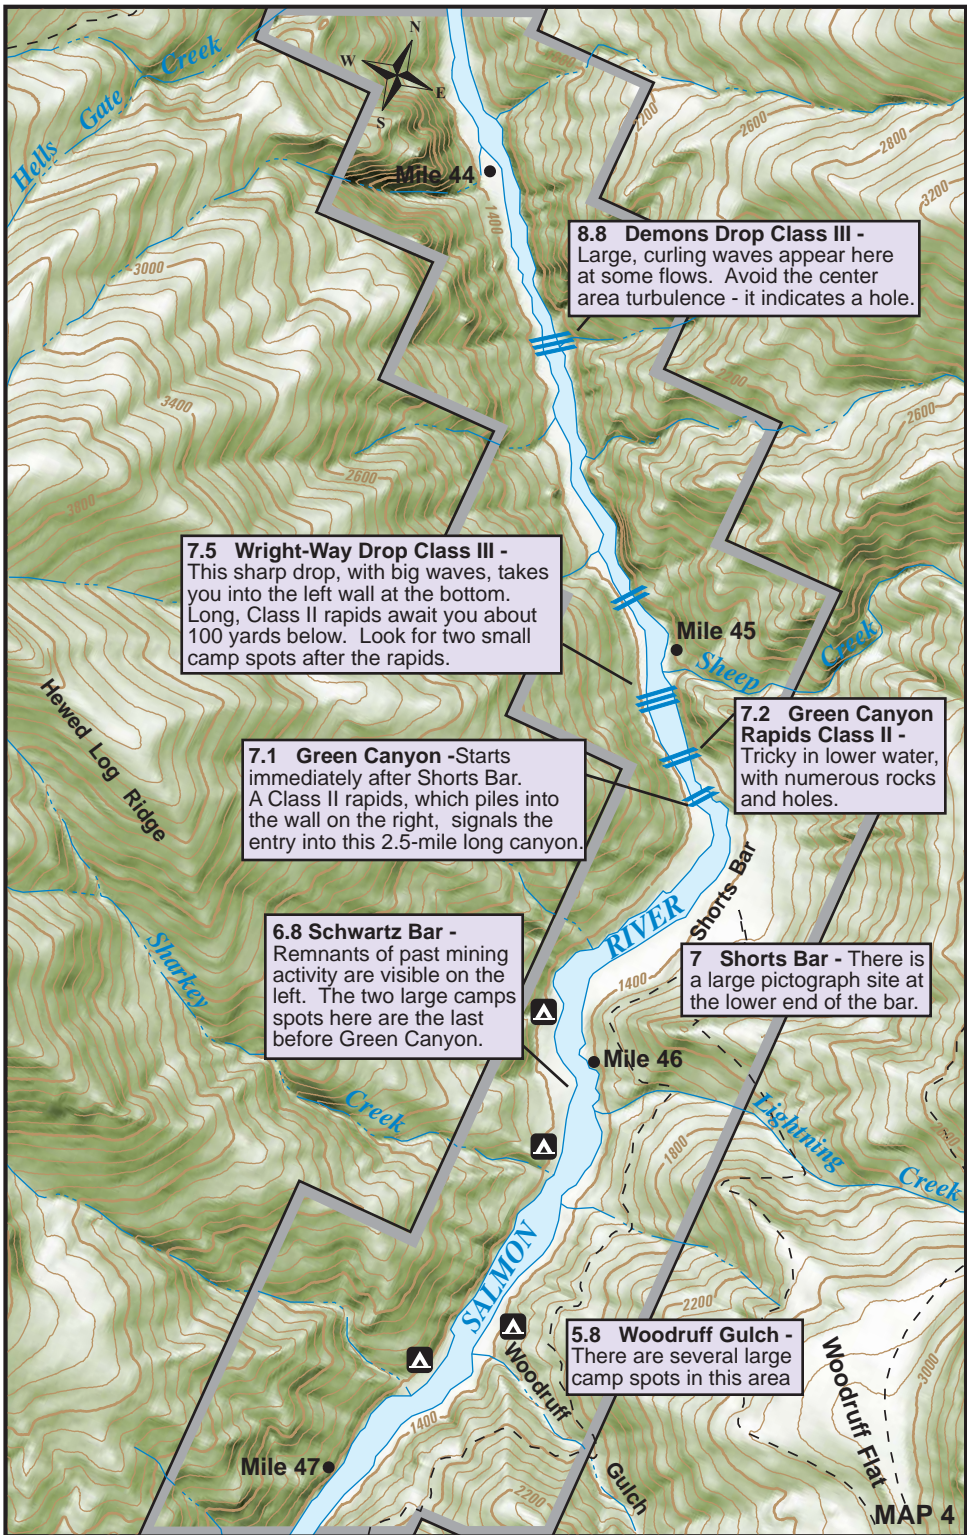 Hells Gate Creek
N
W
E
S
Mile 44
1400
2200
2600
2800
3200
8.8 Demons Drop Class III -
Large, curling waves appear here
at some flows. Avoid the center
area turbulence - it indicates a hole.
3000
3400
2600
2600
7.5 Wright-Way Drop Class III -
This sharp drop, with big waves, takes
you into the left wall at the bottom.
Long, Class II rapids await you about
100 yards below. Look for two small
camp spots after the rapids.
Mile 45
Sheep Creek
Hewed Log Ridge
7.2 Green Canyon
Rapids Class II -
Tricky in lower water,
with numerous rocks
and holes.
7.1 Green Canyon -Starts
immediately after Shorts Bar.
A Class II rapids, which piles into
the wall on the right, signals the
entry into this 2.5-mile long canyon.
Shorts Bar
RIVER
Sharkey
6.8 Schwartz Bar -
Remnants of past mining
activity are visible on the
left. The two large camps
spots here are the last
before Green Canyon.
7 Shorts Bar - There is
a large pictograph site at
the lower end of the bar.
1400
Mile 46
Creek
1800
Lightning Creek
SALMON
2200
5.8 Woodruff Gulch -
There are several large
camp spots in this area
Woodruff Gulch
Woodruff Flat
3000
1400
Mile 47
2200
MAP 4